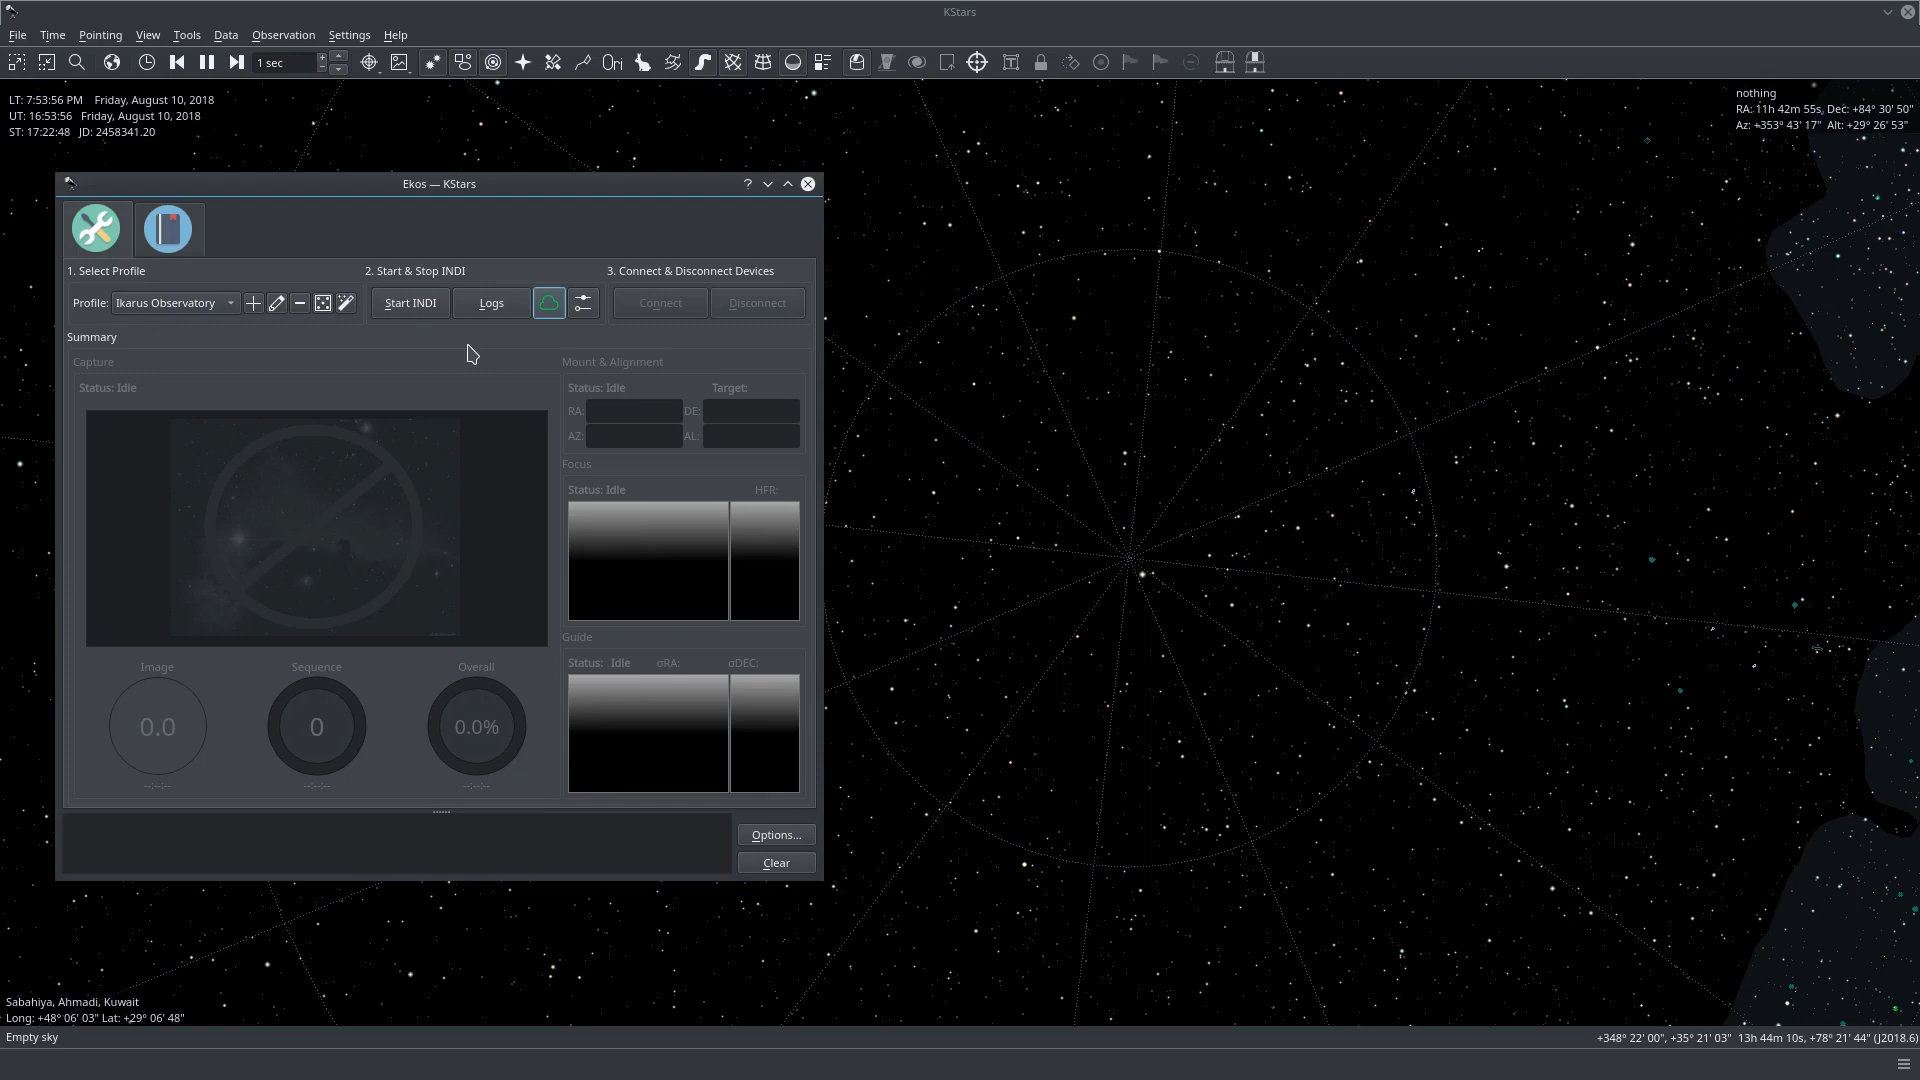 KStars
File Time Pointing View Tools Data Observation Settings Help
1 sec Ori
LT: 7:53:56 PM Friday, August 10, 2018
UT: 16:53:56 Friday, August 10, 2018
ST: 17:22:48 JD: 2458341.20
nothing
RA: 11h 42m 55s, Dec: +84° 30' 50"
Az: +353° 43' 17" Alt: +29° 26' 53"
Ekos — KStars
?
1. Select Profile 2. Start & Stop INDI 3. Connect & Disconnect Devices
Profile: Ikarus Observatory Start INDI Logs Connect Disconnect
Summary
Capture
Status: Idle
Image Sequence Overall
0.0 0 0.0%
--:--:-- --:--:-- --:--:--
Mount & Alignment
Status: Idle Target:
RA: DE:
AZ: AL:
Focus
Status: Idle HFR:
Guide
Status: Idle σRA: σDEC:
Options...
Clear
Sabahiya, Ahmadi, Kuwait
Long: +48° 06' 03" Lat: +29° 06' 48"
Empty sky +348° 22' 00", +35° 21' 03" 13h 44m 10s, +78° 21' 44" (J2018.6)